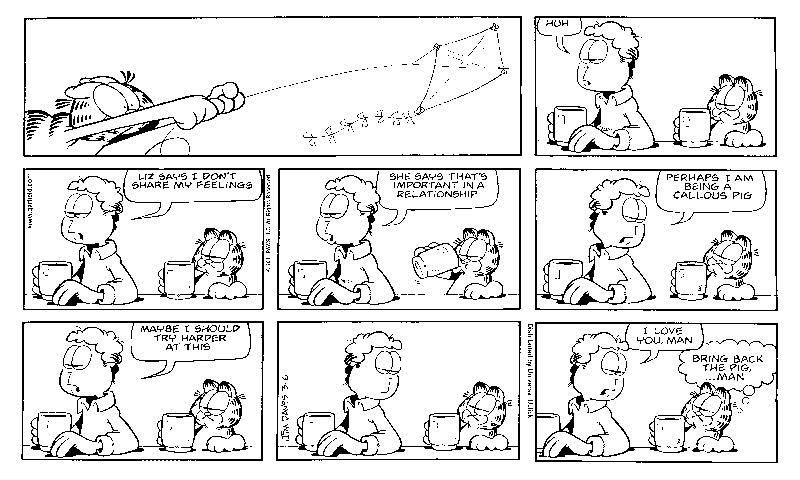 HUH
LIZ SAYS I DON'T
SHARE MY FEELINGS
SHE SAYS THAT'S
IMPORTANT IN A
RELATIONSHIP
PERHAPS I AM
BEING A
CALLOUS PIG
MAYBE I SHOULD
TRY HARDER
AT THIS
JIM DAVIS 3-6
I LOVE
YOU, MAN
BRING BACK
THE PIG,
MAN